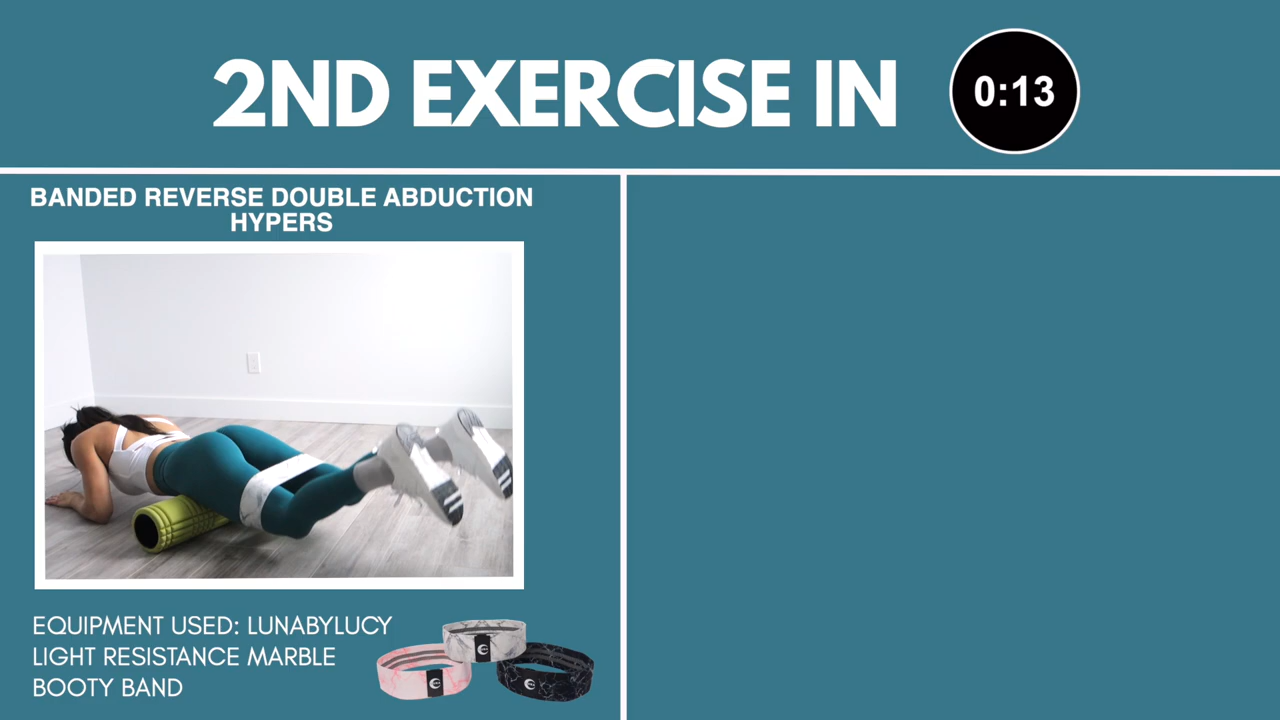 2ND EXERCISE IN
0:13
BANDED REVERSE DOUBLE ABDUCTION
HYPERS
EQUIPMENT USED: LUNABYLUCY
LIGHT RESISTANCE MARBLE
BOOTY BAND